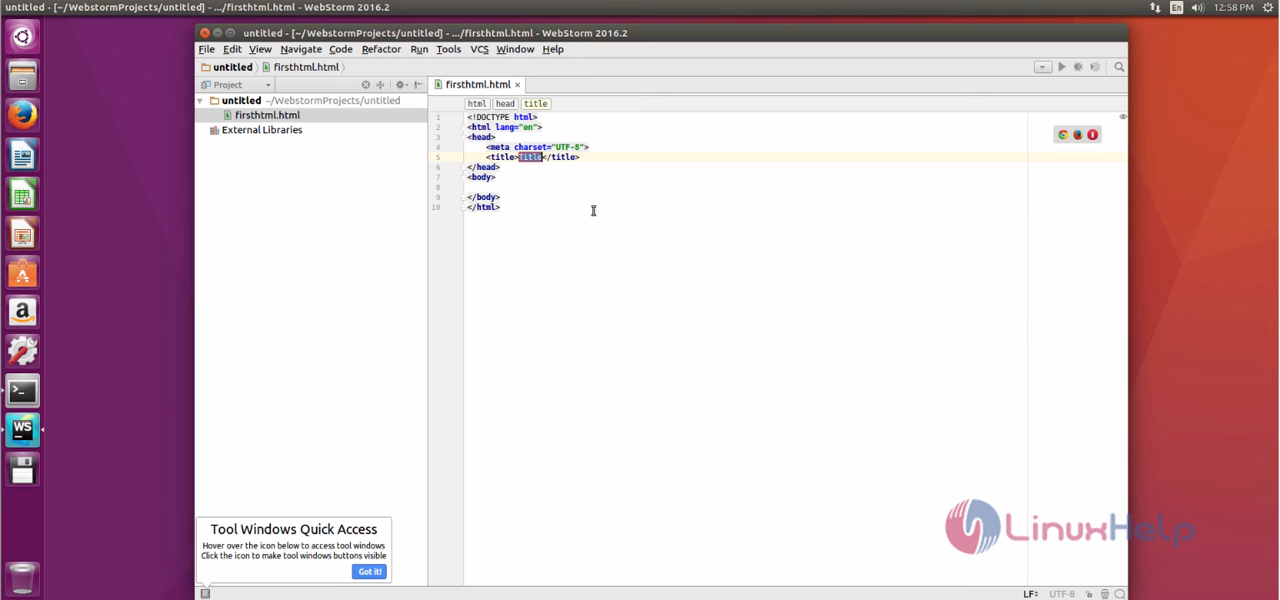 untitled - [~/WebstormProjects/untitled] - .../firsthtml.html - WebStorm 2016.2
En
12:58 PM
untitled - [~/WebstormProjects/untitled] - .../firsthtml.html - WebStorm 2016.2
File Edit View Navigate Code Refactor Run Tools VCS Window Help
untitled firsthtml.html
Project
firsthtml.html
untitled ~/WebstormProjects/untitled
firsthtml.html
External Libraries
html head title
1 <!DOCTYPE html>
2 <html lang="en">
3 <head>
4 <meta charset="UTF-8">
5 <title>Title</title>
6 </head>
7 <body>
8
9 </body>
10 </html>
WS
Tool Windows Quick Access
Hover over the icon below to access tool windows
Click the icon to make tool windows buttons visible
Got it!
LinuxHelp
LF÷ UTF-8